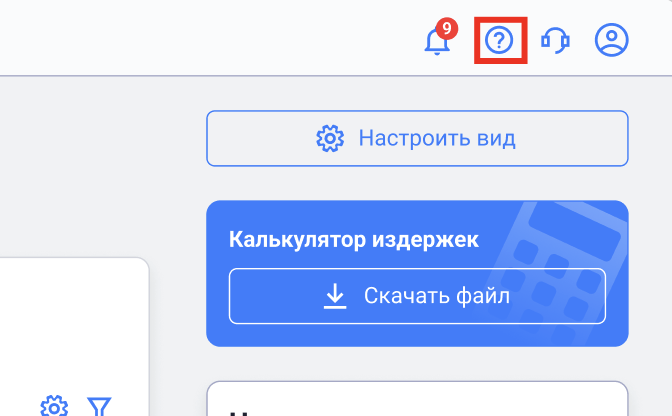 9
?
Настроить вид
Калькулятор издержек
Скачать файл